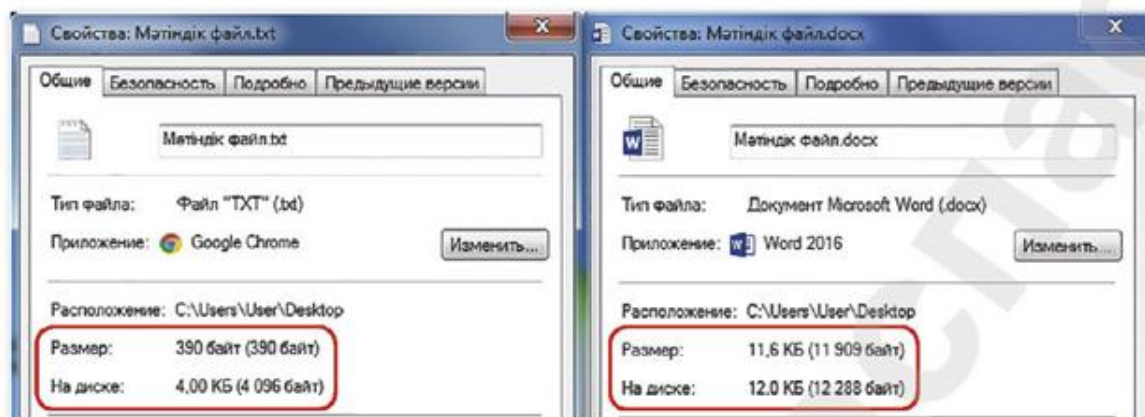 Свойства: Мәтіндік файл.txt
Общие Безопасность Подробно Предыдущие версии
Мәтіндік файл.txt
Тип файла: Файл "TXT" (.txt)
Приложение: Google Chrome Изменить...
Расположение: C:\Users\User\Desktop
Размер: 390 байт (390 байт)
На диске: 4,00 КБ (4 096 байт)
Свойства: Мәтіндік файл.docx
Общие Безопасность Подробно Предыдущие версии
Мәтіндік файл.docx
Тип файла: Документ Microsoft Word (.docx)
Приложение: Word 2016 Изменить...
Расположение: C:\Users\User\Desktop
Размер: 11,6 КБ (11 909 байт)
На диске: 12,0 КБ (12 288 байт)